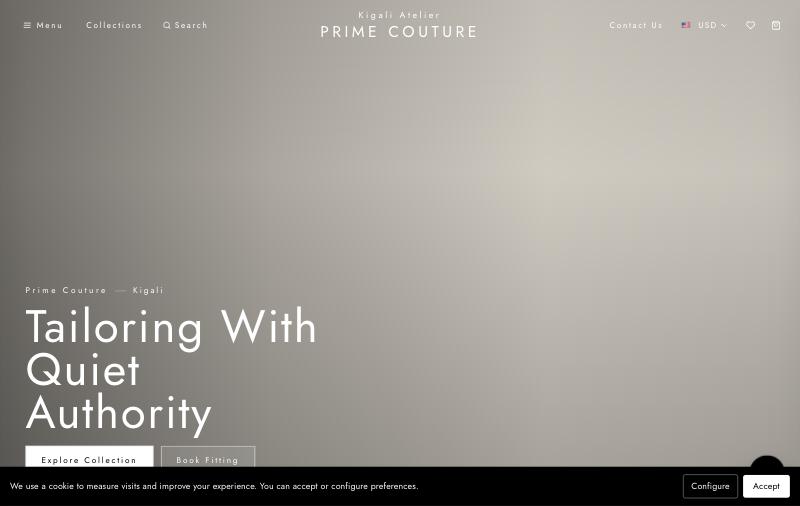 Menu
Collections
Search
Kigali Atelier
PRIME COUTURE
Contact Us
USD
Prime Couture — Kigali
Tailoring With
Quiet
Authority
Explore Collection
Book Fitting
We use a cookie to measure visits and improve your experience. You can accept or configure preferences.
Configure
Accept